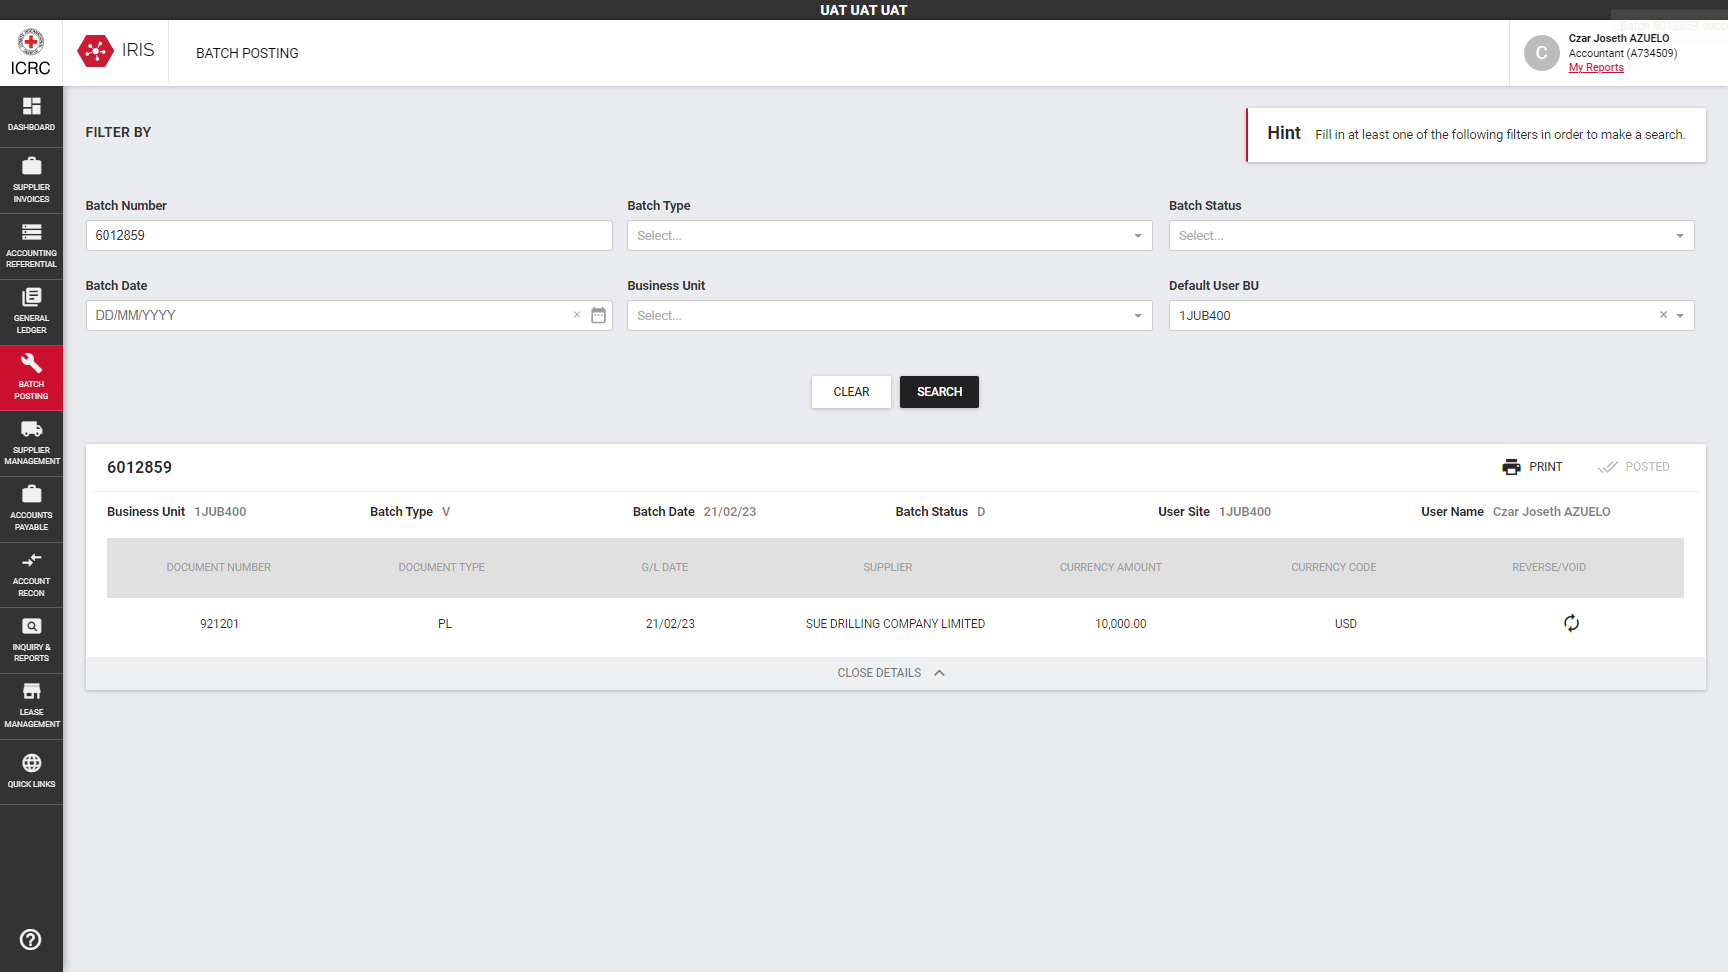 UAT UAT UAT
Batch 6012859 succ
ICRC
IRIS
BATCH POSTING
C
Czar Joseth AZUELO
Accountant (A734509)
My Reports
DASHBOARD
SUPPLIER
INVOICES
ACCOUNTING
REFERENTIAL
GENERAL
LEDGER
BATCH
POSTING
SUPPLIER
MANAGEMENT
ACCOUNTS
PAYABLE
ACCOUNT
RECON
INQUIRY &
REPORTS
LEASE
MANAGEMENT
QUICK LINKS
FILTER BY
Hint Fill in at least one of the following filters in order to make a search.
Batch Number Batch Type Batch Status
6012859 Select... Select...
Batch Date Business Unit Default User BU
DD/MM/YYYY × Select... 1JUB400 ×
CLEAR SEARCH
6012859 PRINT POSTED
Business Unit 1JUB400 Batch Type V Batch Date 21/02/23 Batch Status D User Site 1JUB400 User Name Czar Joseth AZUELO
DOCUMENT NUMBER DOCUMENT TYPE G/L DATE SUPPLIER CURRENCY AMOUNT CURRENCY CODE REVERSE/VOID
921201 PL 21/02/23 SUE DRILLING COMPANY LIMITED 10,000.00 USD
CLOSE DETAILS